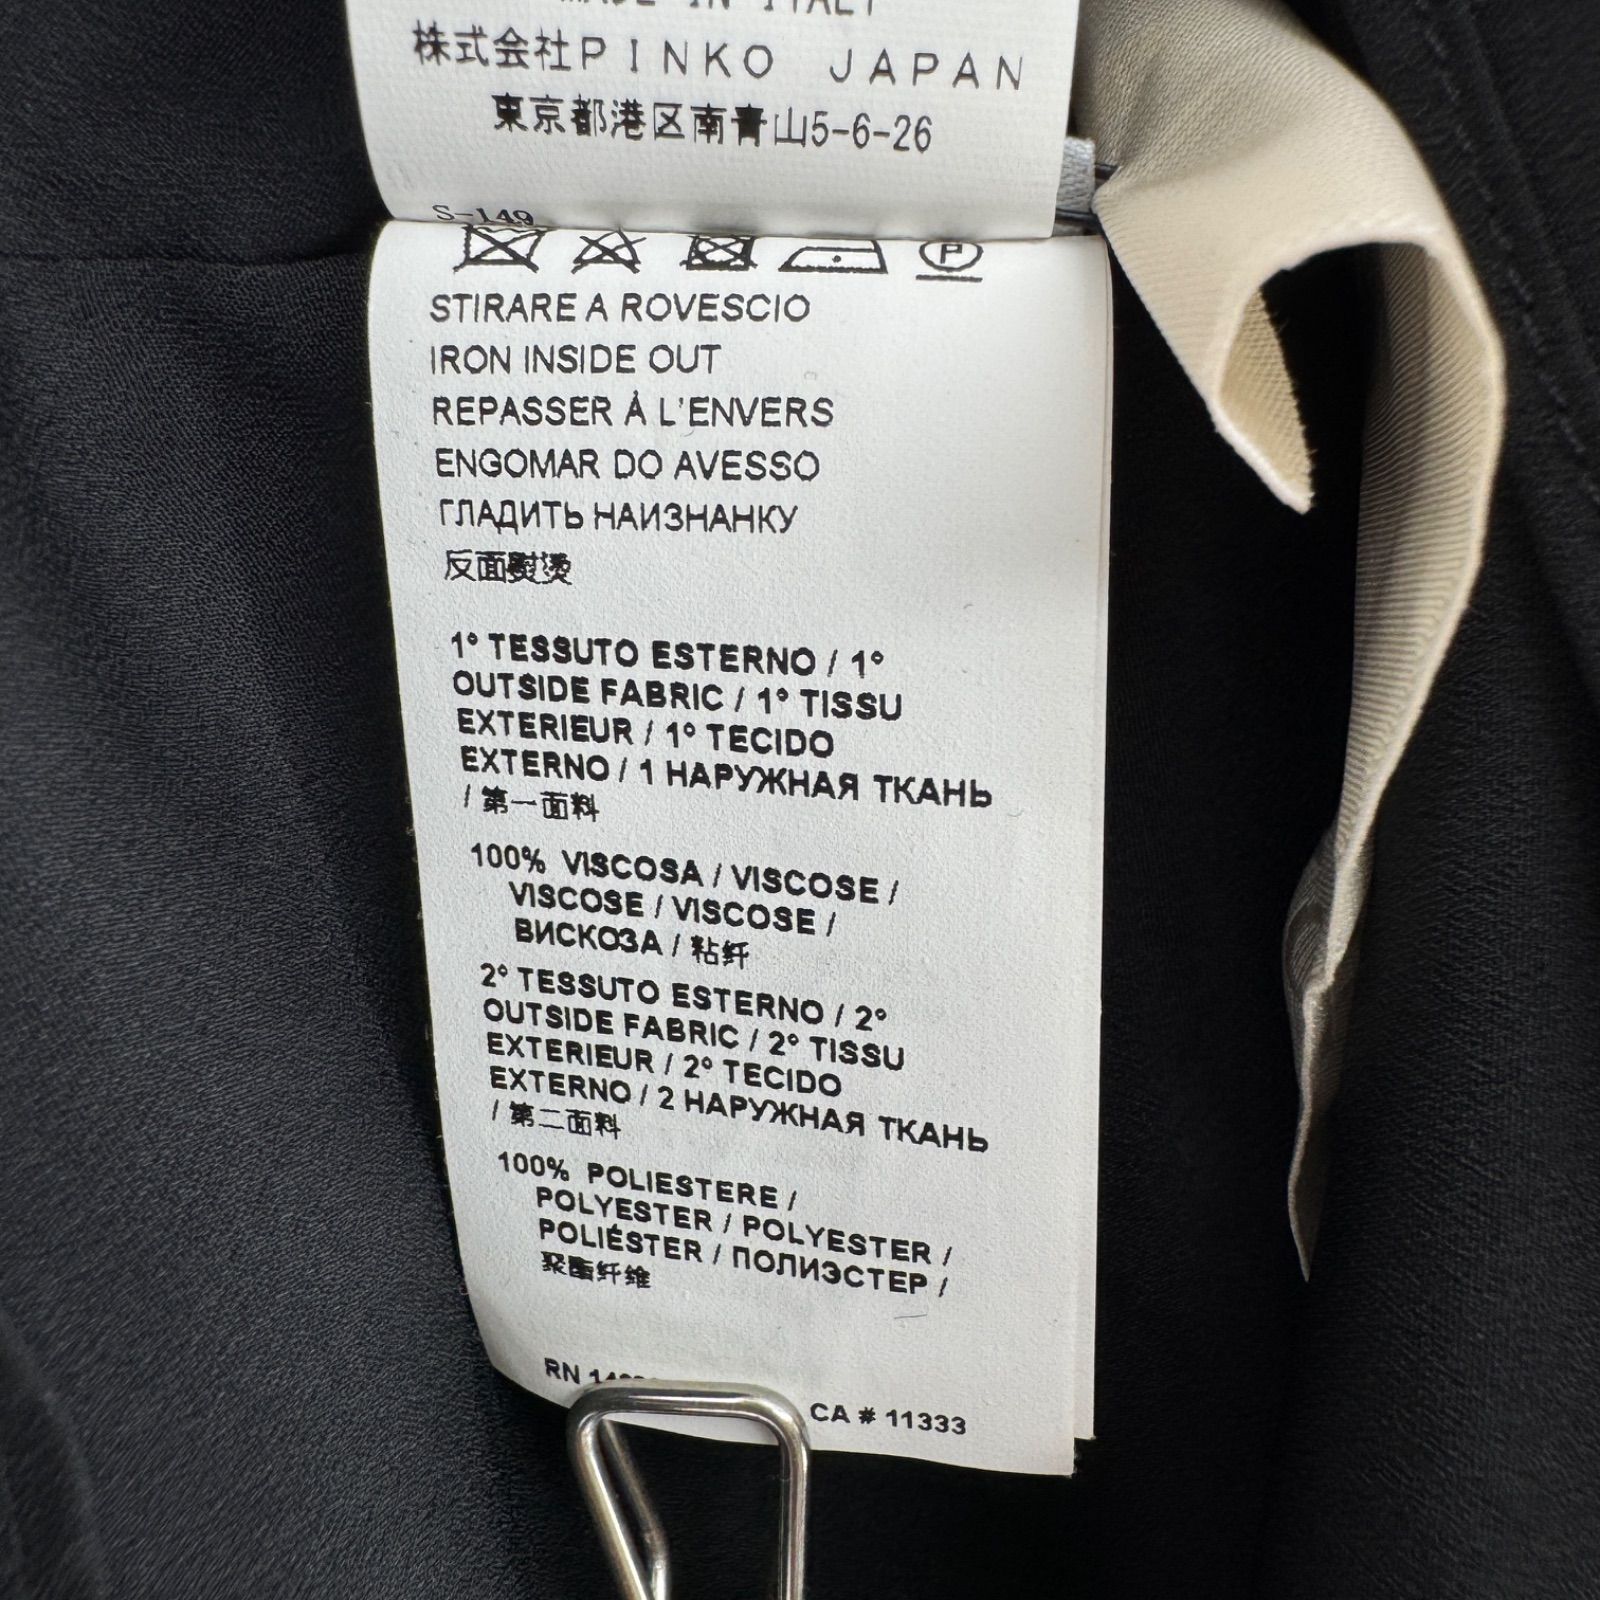 MADE IN ITALY
株式会社PINKO JAPAN
東京都港区南青山5-6-26
S-149
P
STIRARE A ROVESCIO
IRON INSIDE OUT
REPASSER À L'ENVERS
ENGOMAR DO AVESSO
ГЛАДИТЬ НАИЗНАНКУ
反面熨烫
1° TESSUTO ESTERNO / 1°
OUTSIDE FABRIC / 1° TISSU
EXTERIEUR / 1° TECIDO
EXTERNO / 1 НАРУЖНАЯ ТКАНЬ
/ 第一面料
100% VISCOSA / VISCOSE /
VISCOSE / VISCOSE /
ВИСКОЗА / 粘纤
2° TESSUTO ESTERNO / 2°
OUTSIDE FABRIC / 2° TISSU
EXTERIEUR / 2° TECIDO
EXTERNO / 2 НАРУЖНАЯ ТКАНЬ
/ 第二面料
100% POLIESTERE /
POLYESTER / POLYESTER /
POLIÉSTER / ПОЛИЭСТЕР /
聚酯纤维
RN
CA # 11333